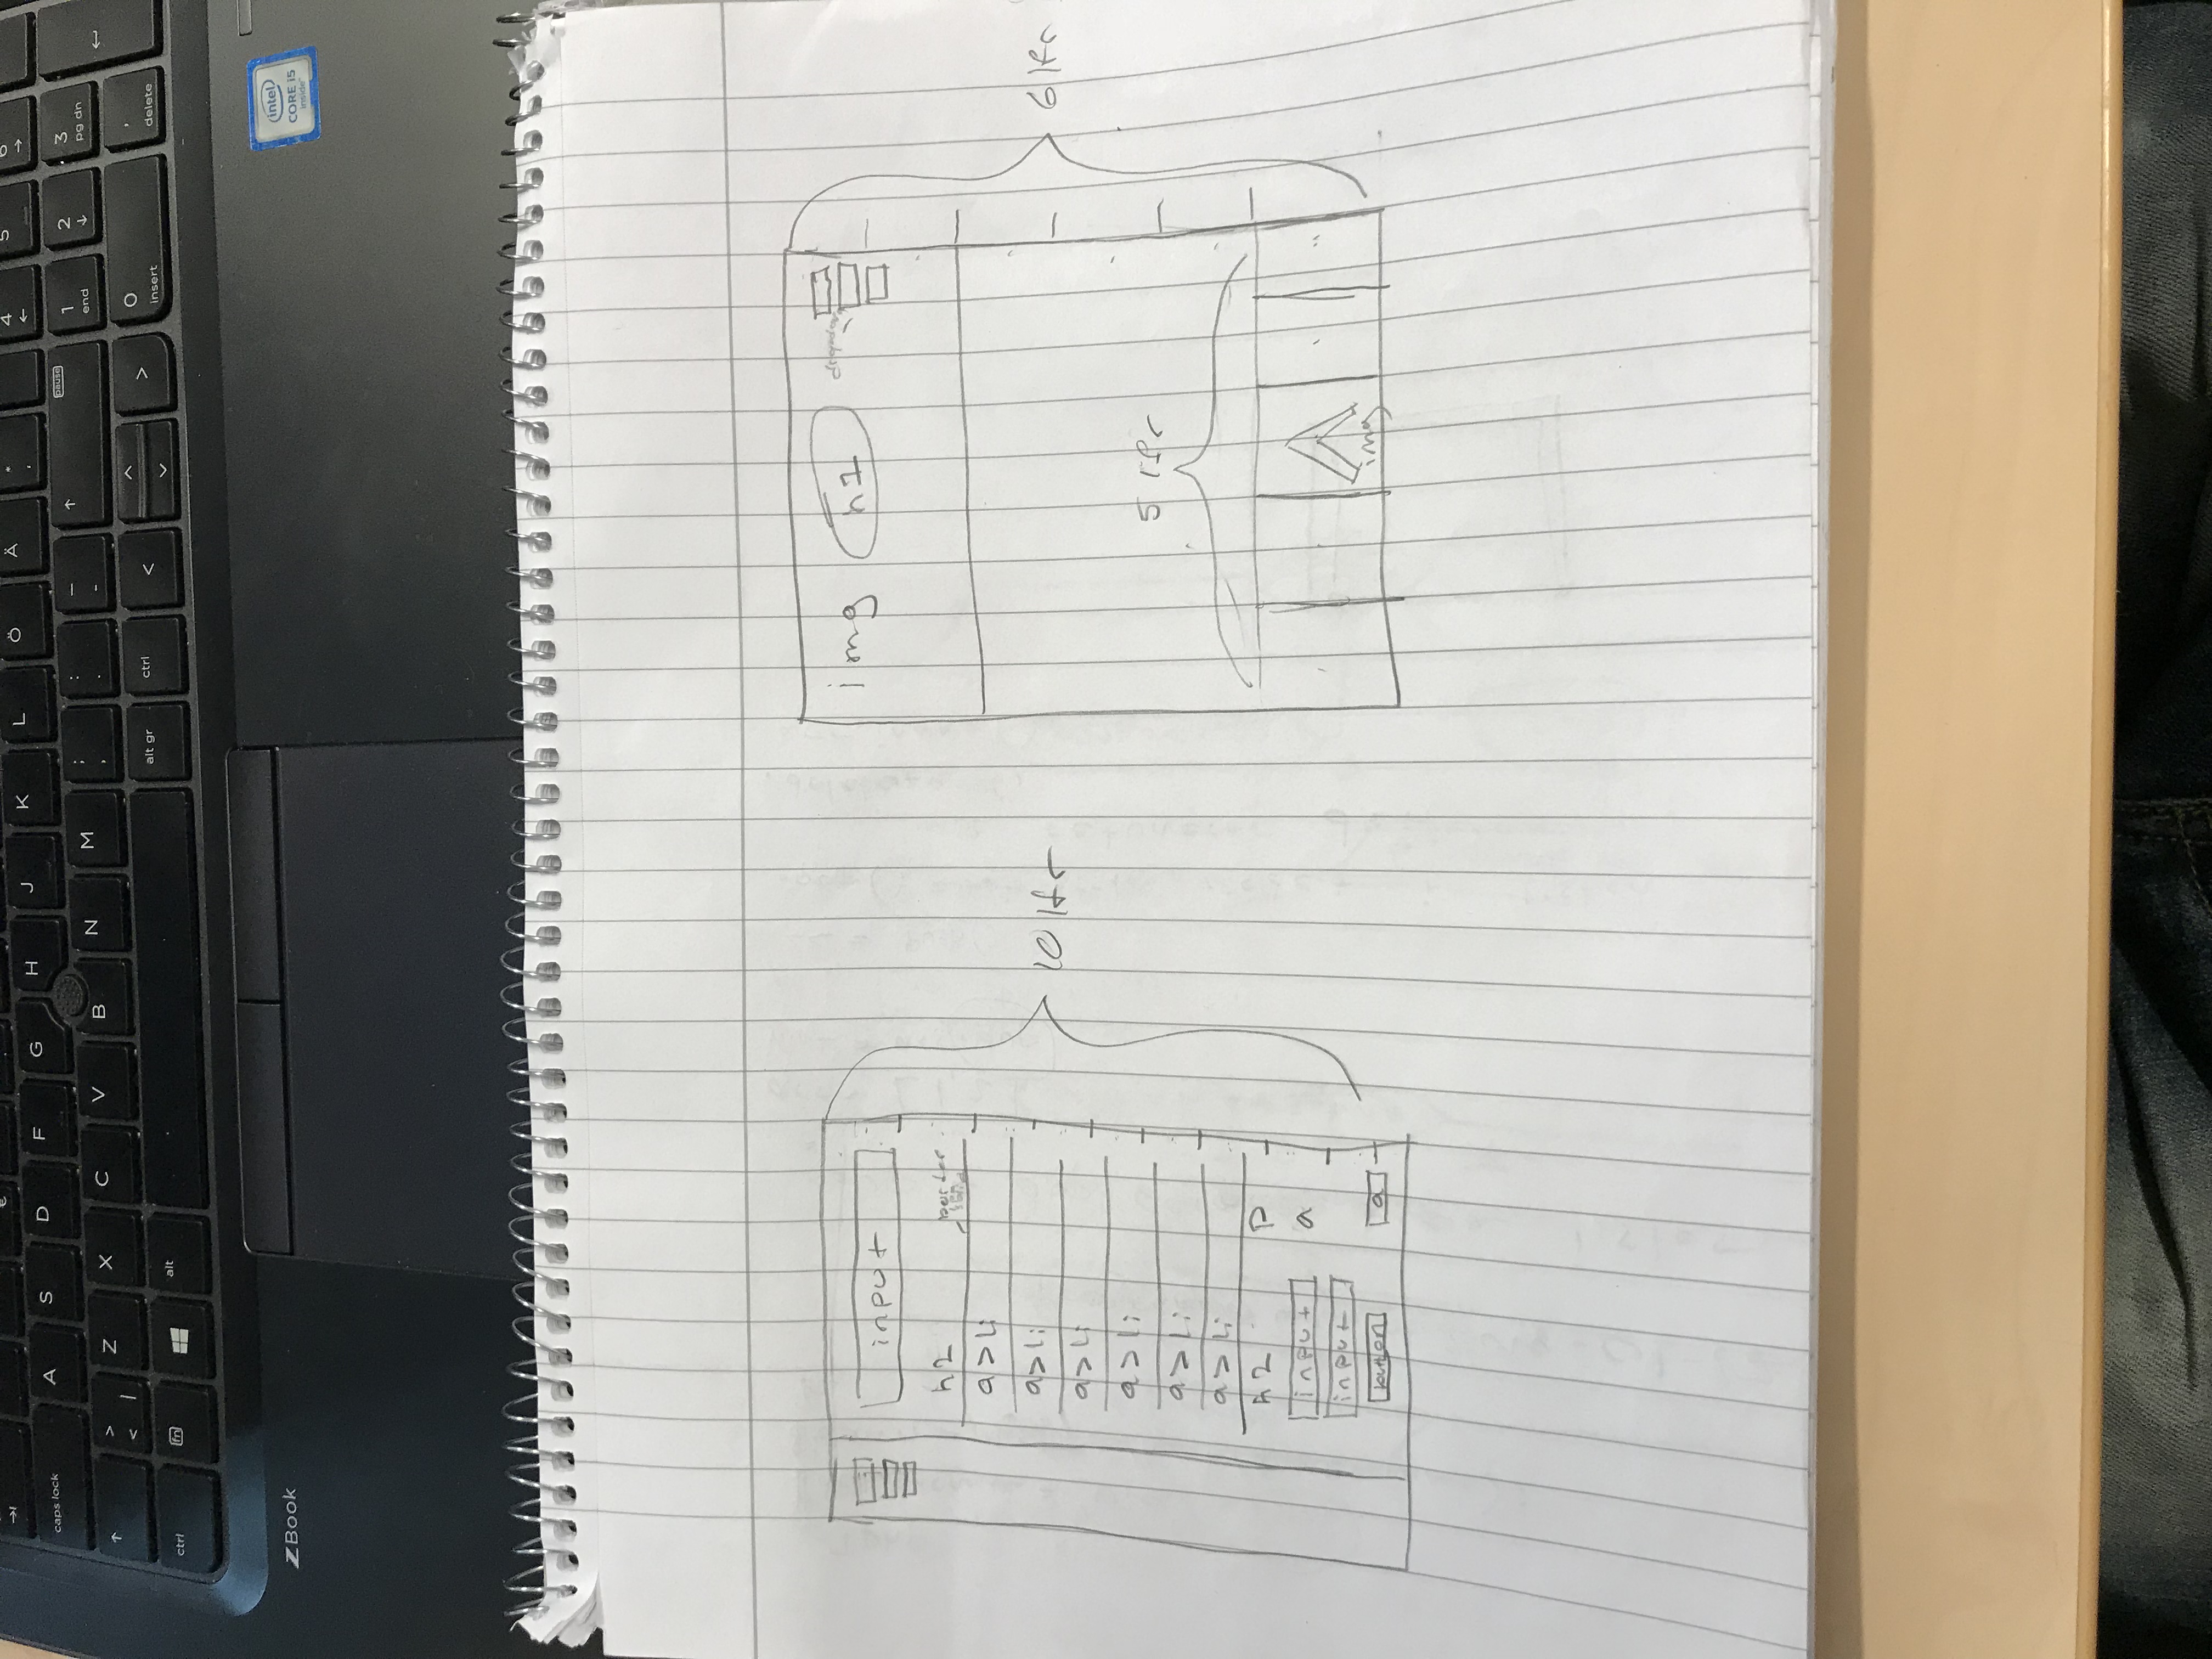 4 5 6
caps lock A S D F G H J K L Ö Ä * ' ← →
↑ > < | Z X C V B N M ; , : . _ - ↑ pause 1 end 2 ↓ 3 pg dn
ctrl fn alt alt gr ctrl < > 0 insert , delete
ZBook
intel
CORE i5
inside
input
h2
a>li
a>li
a>li
a>li
a>li
a>li
h2 p
input a
input
button a
10 1fr
img h1
6 1fr
5 1fr
img